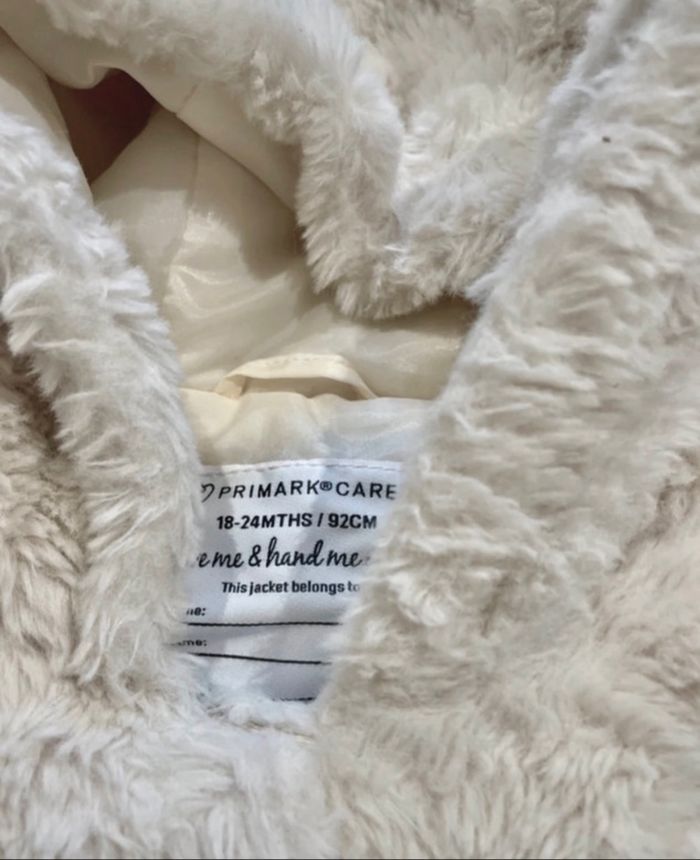 PRIMARK® CARE
18-24MTHS / 92CM
me & hand me
This jacket belongs to